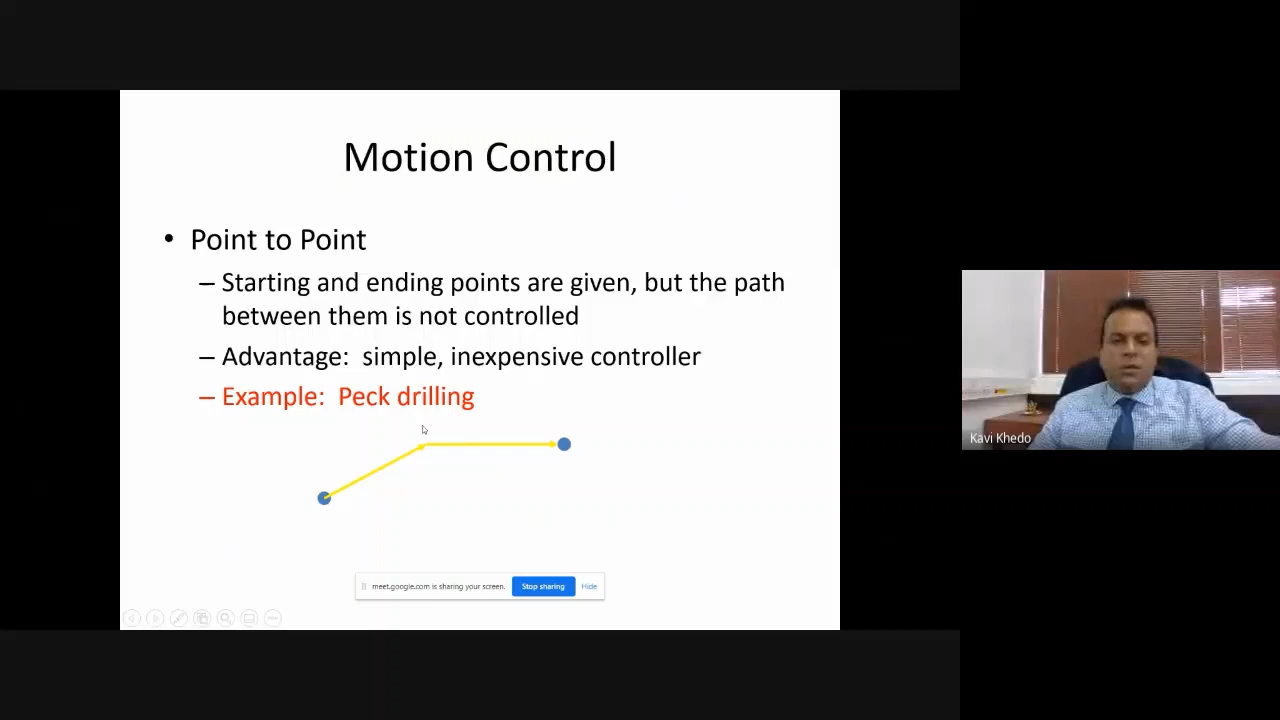 Motion Control
• Point to Point
– Starting and ending points are given, but the path
between them is not controlled
– Advantage: simple, inexpensive controller
– Example: Peck drilling
meet.google.com is sharing your screen. Stop sharing Hide
Kavi Khedo